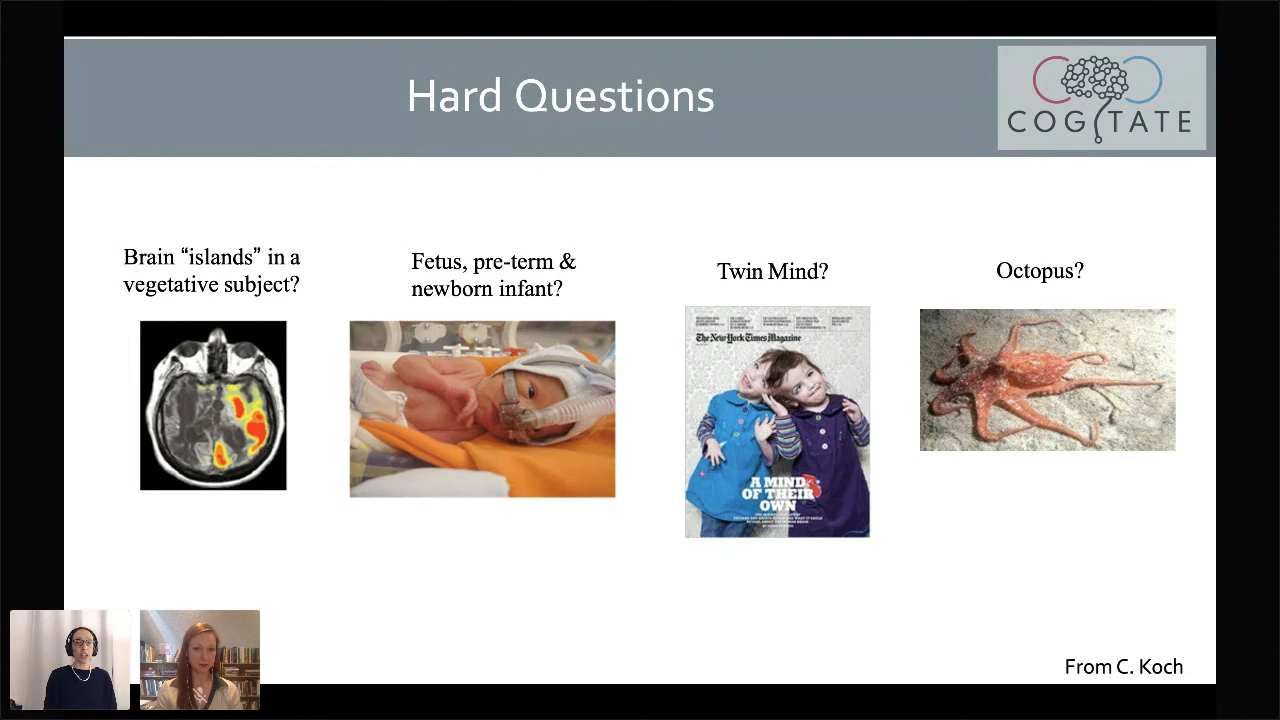 Hard Questions
COGITATE
Brain “islands” in a
vegetative subject?
Fetus, pre-term &
newborn infant?
Twin Mind?
Octopus?
The New York Times Magazine
A MIND
OF THEIR
OWN
From C. Koch